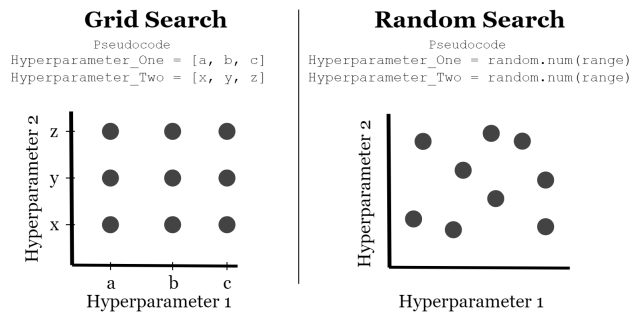 Grid Search
Pseudocode
Hyperparameter_One = [a, b, c]
Hyperparameter_Two = [x, y, z]
Hyperparameter 2
z
y
x
a b c
Hyperparameter 1
Random Search
Pseudocode
Hyperparameter_One = random.num(range)
Hyperparameter_Two = random.num(range)
Hyperparameter 2
Hyperparameter 1